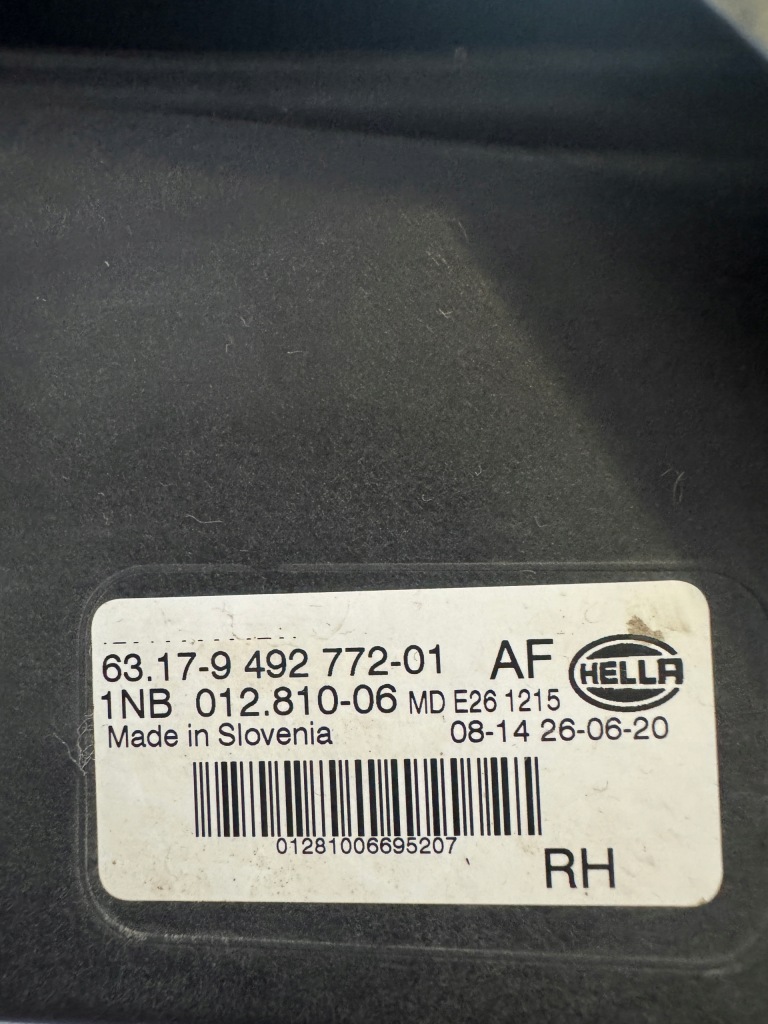 63.17-9 492 772-01 AF HELLA
1NB 012.810-06 MD E26 1215
Made in Slovenia 08-14 26-06-20
01281006695207
RH